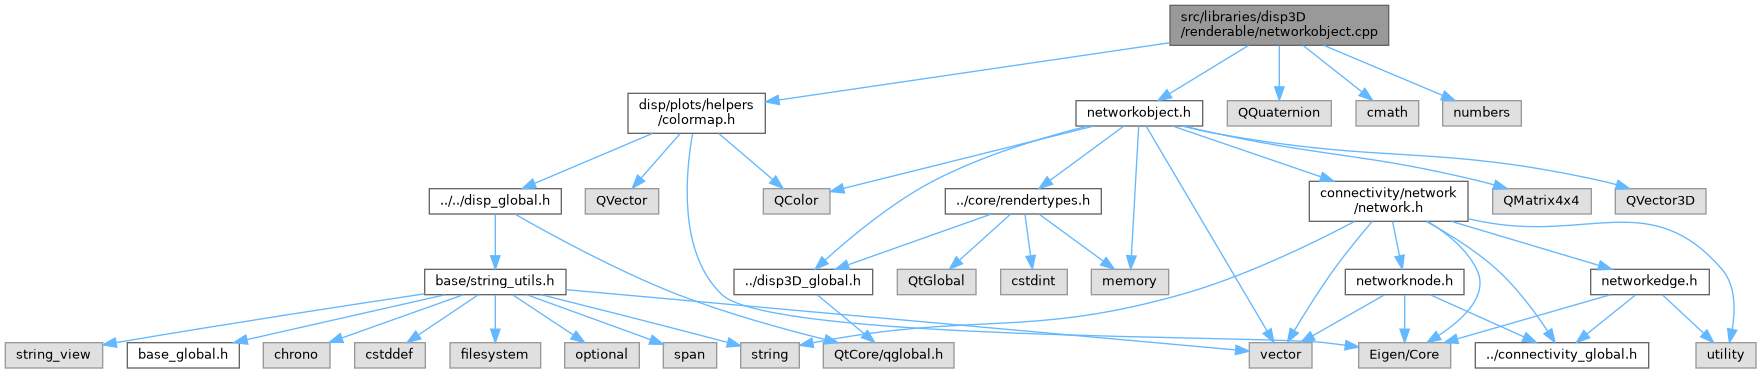 src/libraries/disp3D
/renderable/networkobject.cpp
disp/plots/helpers
/colormap.h
networkobject.h
QQuaternion
cmath
numbers
../../disp_global.h
QVector
QColor
../core/rendertypes.h
connectivity/network
/network.h
QMatrix4x4
QVector3D
base/string_utils.h
../disp3D_global.h
QtGlobal
cstdint
memory
networknode.h
networkedge.h
string_view
base_global.h
chrono
cstddef
filesystem
optional
span
string
QtCore/qglobal.h
vector
Eigen/Core
../connectivity_global.h
utility